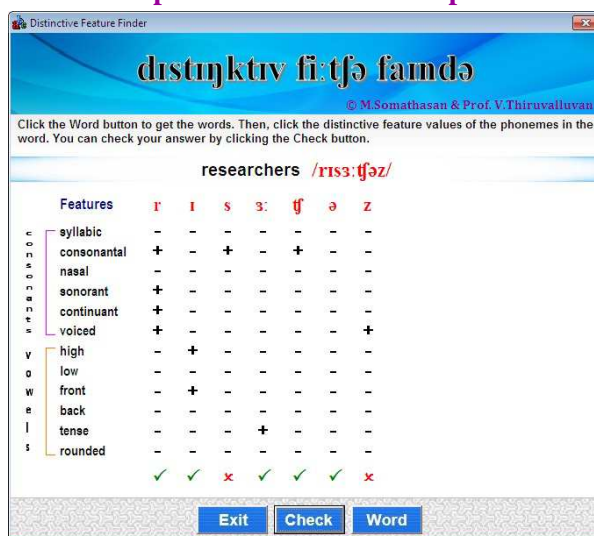 Distinctive Feature Finder
dɪstɪŋktɪv fiːtʃə faɪndə
© M.Somathasan & Prof. V.Thiruvalluvan
Click the Word button to get the words. Then, click the distinctive feature values of the phonemes in the
word. You can check your answer by clicking the Check button.
researchers /rɪsɜːʧəz/
Features r ɪ s ɜː ʧ ə z
consonants
syllabic - - - - - - -
consonantal + - + - + - -
nasal - - - - - - -
sonorant + - - - - - -
continuant + - - - - - -
voiced + - - - - - +
vowels
high - + - - - - -
low - - - - - - -
front - + - - - - -
back - - - - - - -
tense - - - + - - -
rounded - - - - - - -
✓ ✓ × ✓ ✓ ✓ ×
Exit Check Word